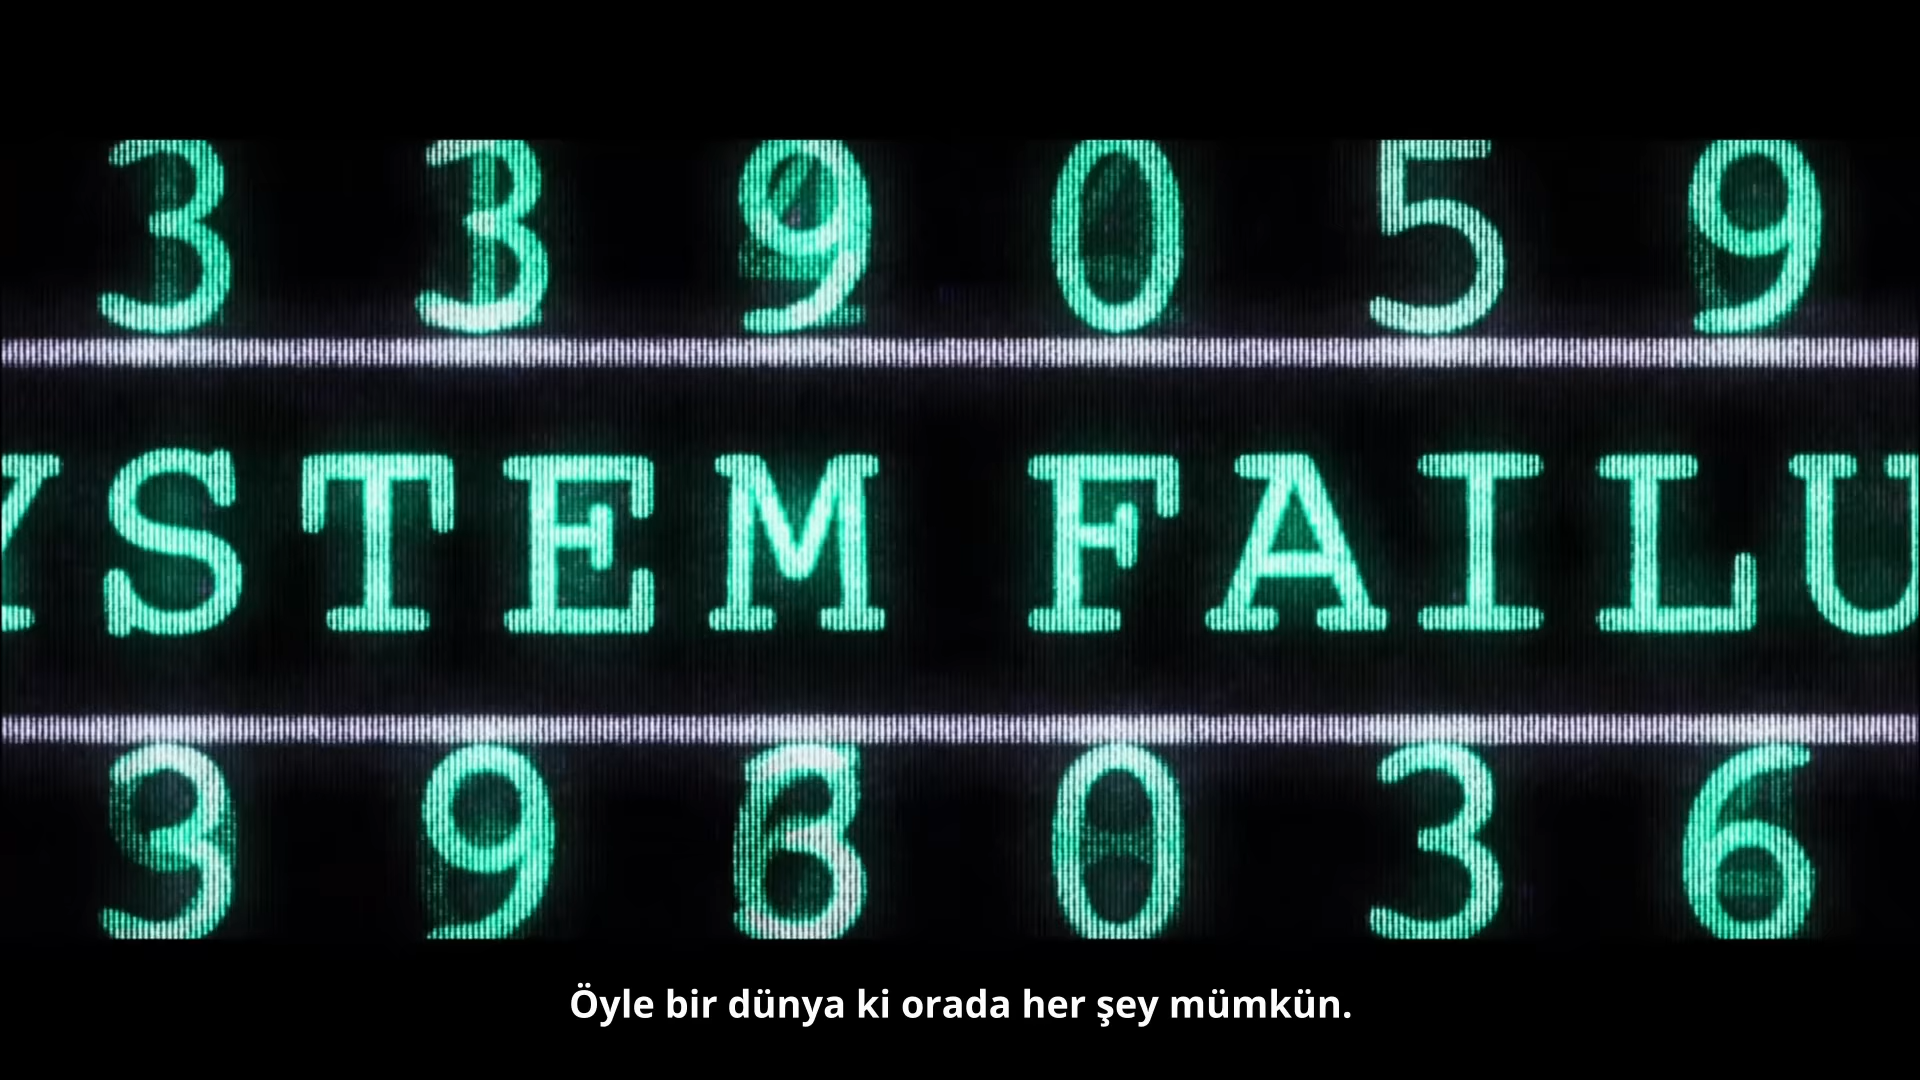 3 3 9 0 5 9
YSTEM FAILU
3 9 6 0 3 6
Öyle bir dünya ki orada her şey mümkün.